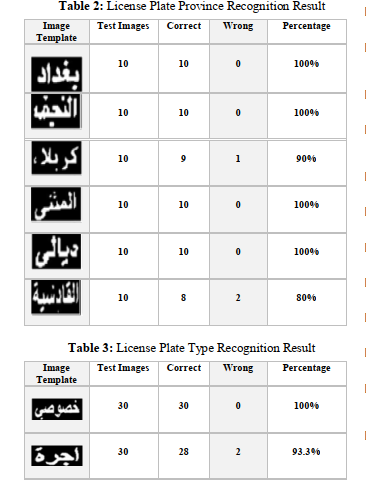 Table 2: License Plate Province Recognition Result
Image Template Test Images Correct Wrong Percentage
بغداد 10 10 0 100%
النجف 10 10 0 100%
كربلاء 10 9 1 90%
المثنى 10 10 0 100%
ديالى 10 10 0 100%
القادسية 10 8 2 80%
Table 3: License Plate Type Recognition Result
Image Template Test Images Correct Wrong Percentage
خصوصي 30 30 0 100%
اجرة 30 28 2 93.3%